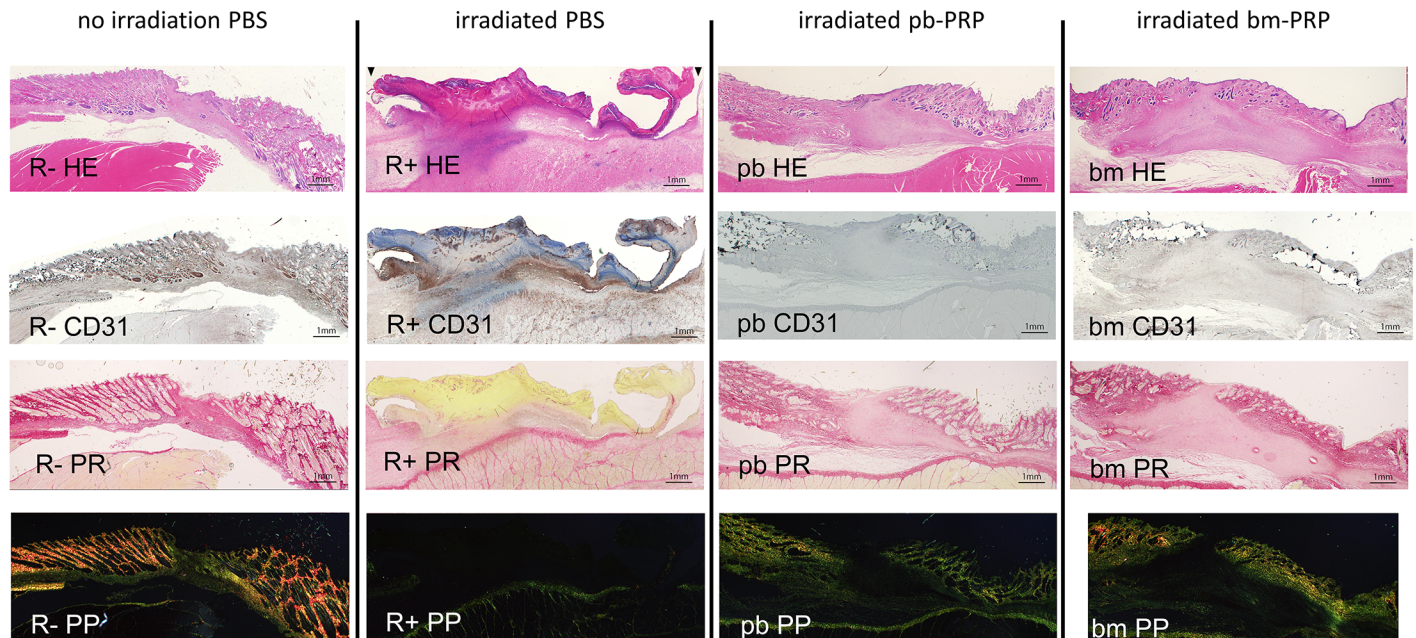 no irradiation PBS
irradiated PBS
irradiated pb-PRP
irradiated bm-PRP
R- HE
1mm
R+ HE
1mm
pb HE
1mm
bm HE
1mm
R- CD31
1mm
R+ CD31
1mm
pb CD31
1mm
bm CD31
1mm
R- PR
1mm
R+ PR
1mm
pb PR
1mm
bm PR
1mm
R- PP
R+ PP
pb PP
bm PP